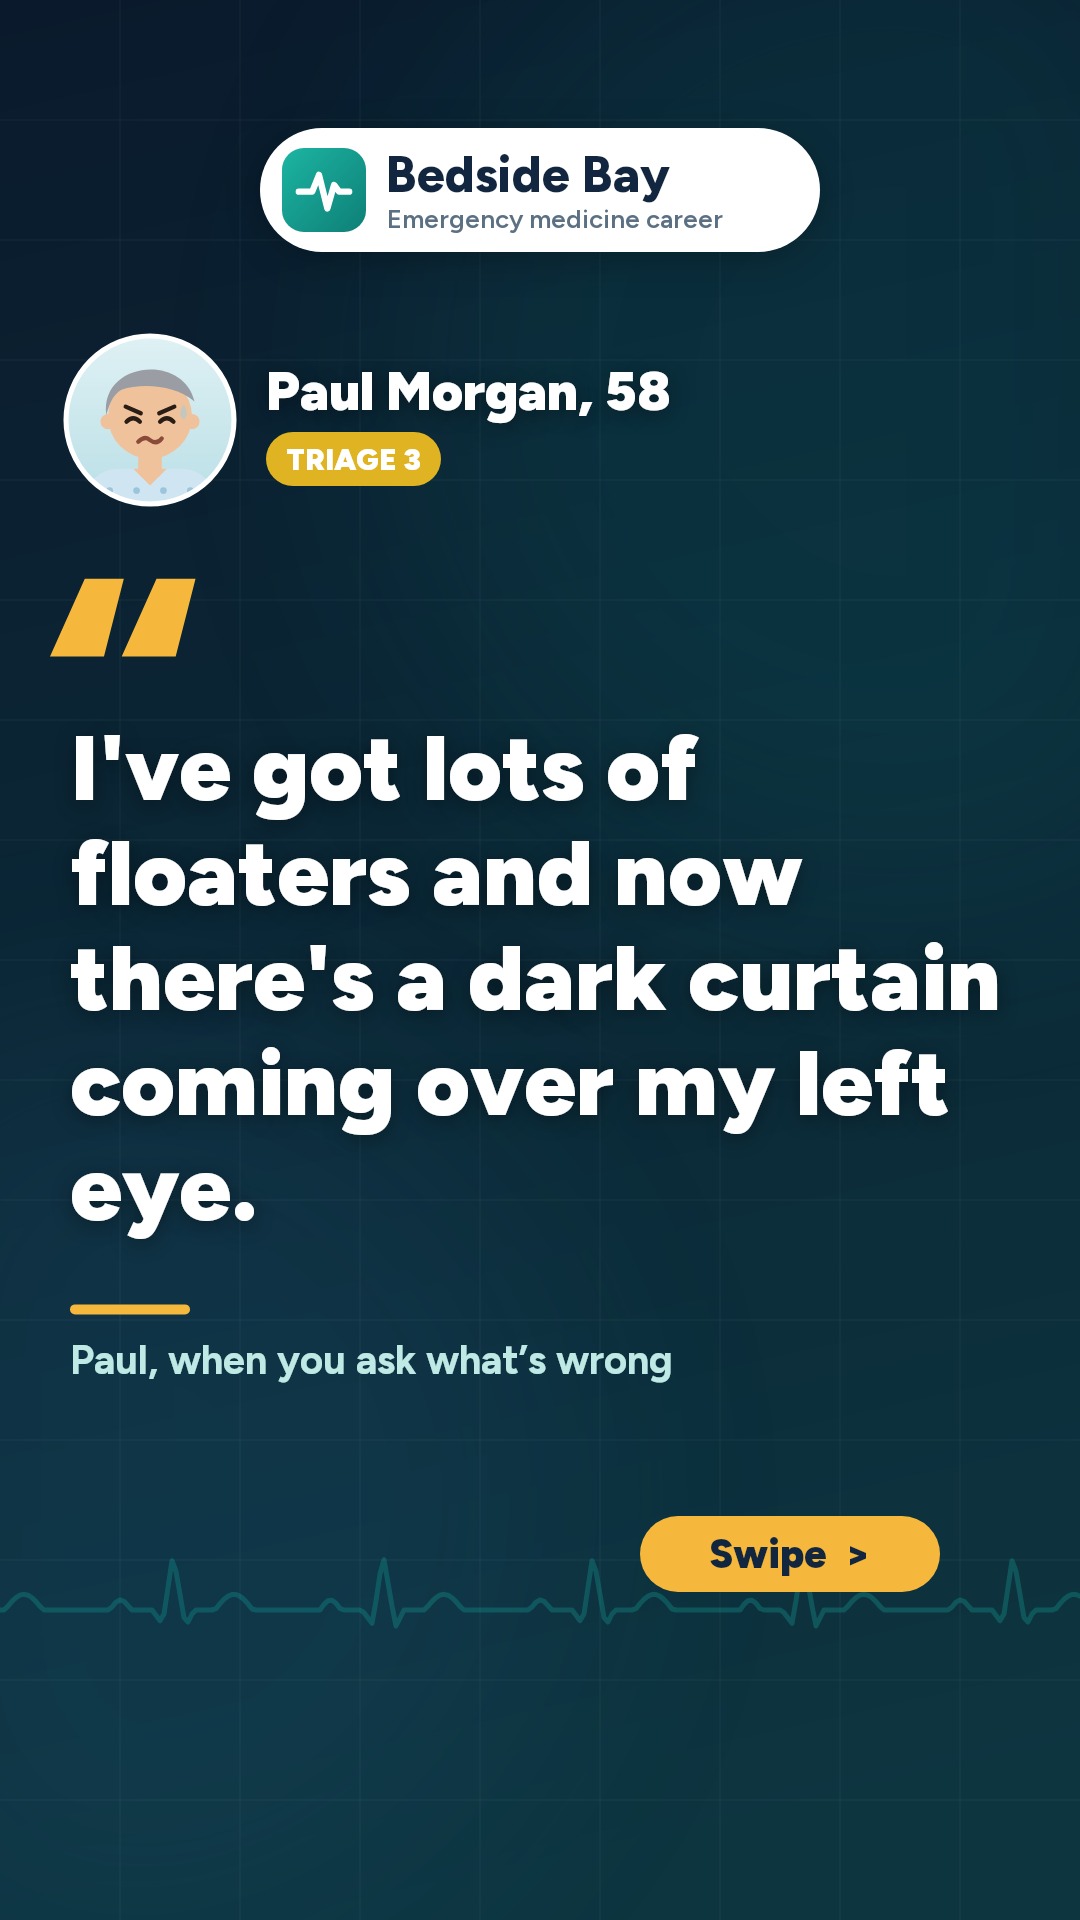 Bedside Bay
Emergency medicine career
Paul Morgan, 58
TRIAGE 3
"
I've got lots of
floaters and now
there's a dark curtain
coming over my left
eye.
Paul, when you ask what’s wrong
Swipe >